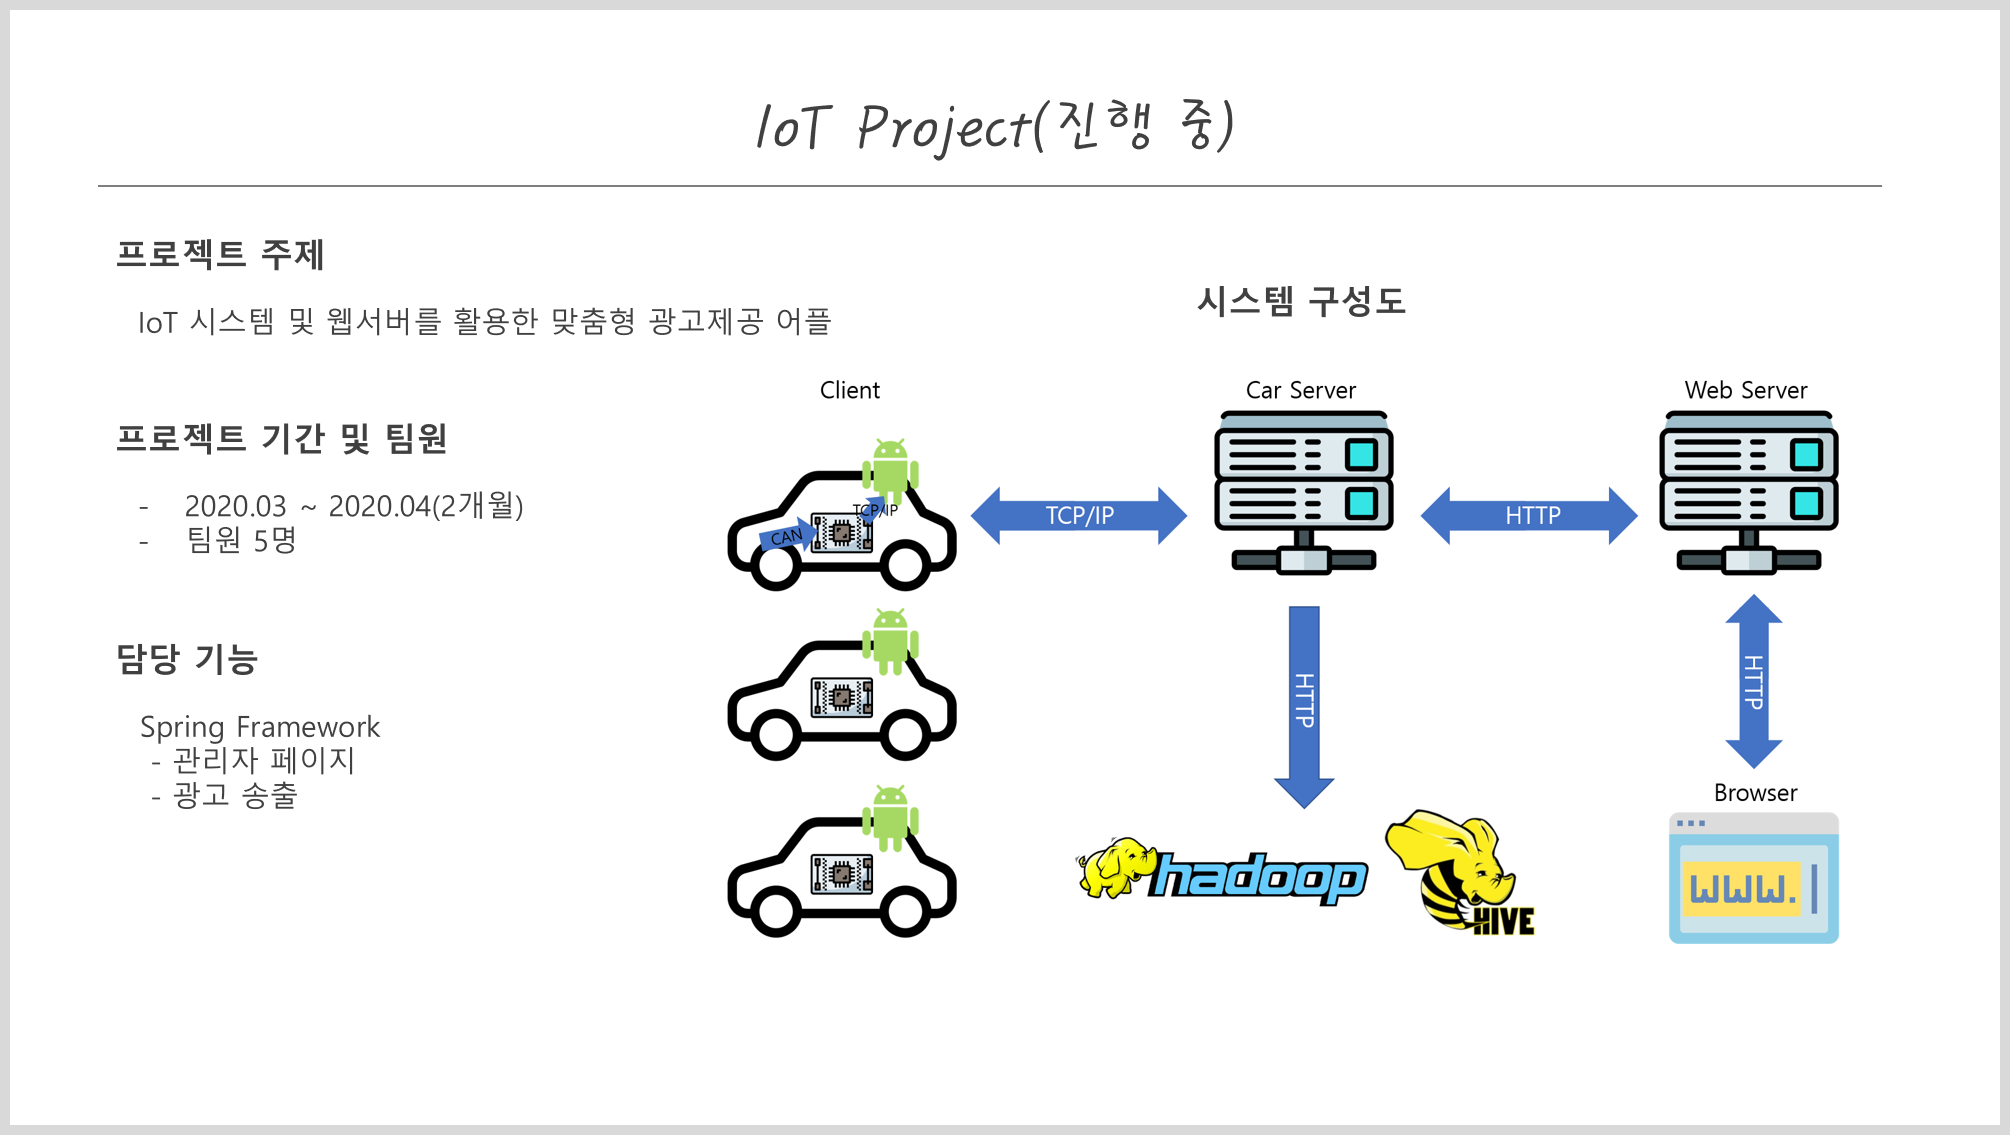 IoT Project(진행 중)
프로젝트 주제
IoT 시스템 및 웹서버를 활용한 맞춤형 광고제공 어플
프로젝트 기간 및 팀원
- 2020.03 ~ 2020.04(2개월)
- 팀원 5명
담당 기능
Spring Framework
- 관리자 페이지
- 광고 송출
시스템 구성도
Client
Car Server
Web Server
CAN
TCP/IP
TCP/IP
HTTP
HTTP
HTTP
Browser
hadoop
HIVE
www.